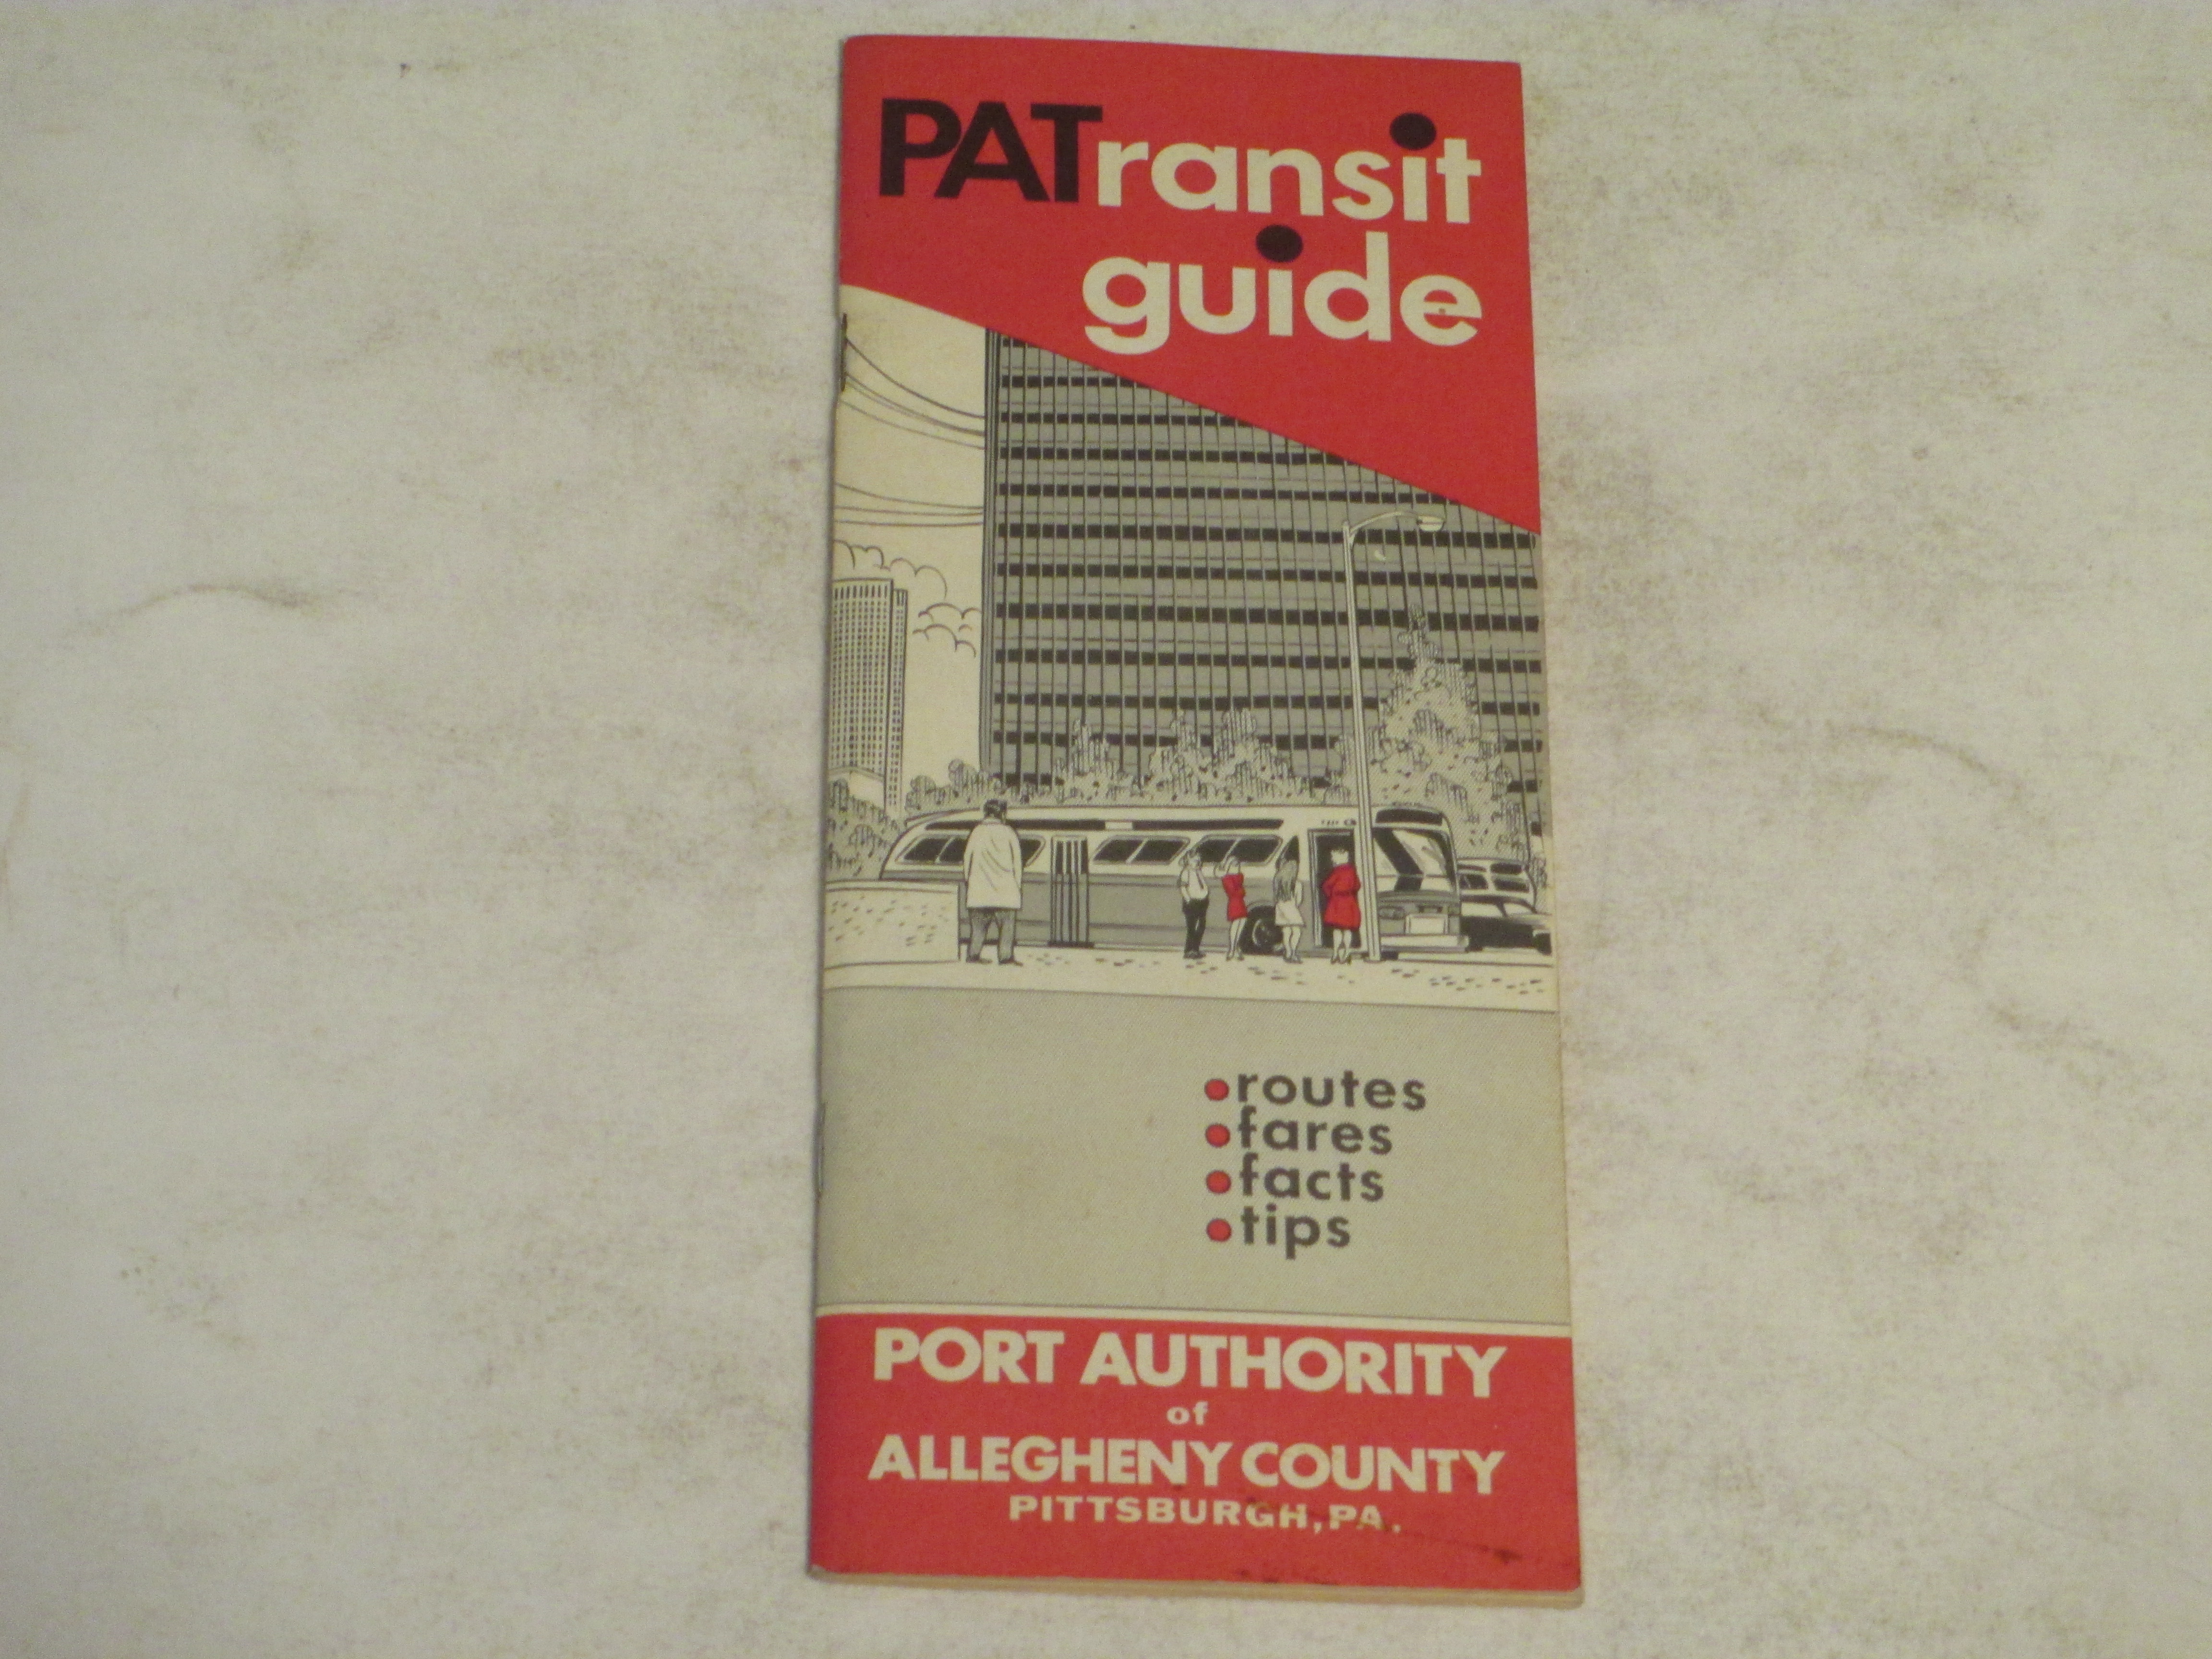 PATransit
guide
•routes
•fares
•facts
•tips
PORT AUTHORITY
of
ALLEGHENY COUNTY
PITTSBURGH, PA.